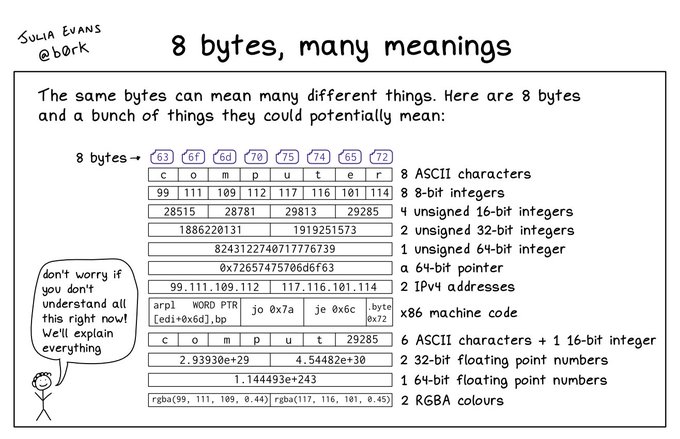 JULIA EVANS
@b0rk
8 bytes, many meanings
The same bytes can mean many different things. Here are 8 bytes
and a bunch of things they could potentially mean:
8 bytes→ 63 6f 6d 70 75 74 65 72
c o m p u t e r 8 ASCII characters
99 111 109 112 117 116 101 114 8 8-bit integers
28515 28781 29813 29285 4 unsigned 16-bit integers
1886220131 1919251573 2 unsigned 32-bit integers
8243122740717776739 1 unsigned 64-bit integer
0x72657475706d6f63 a 64-bit pointer
99.111.109.112 117.116.101.114 2 IPv4 addresses
arpl WORD PTR [edi+0x6d],bp jo 0x7a je 0x6c .byte 0x72 x86 machine code
c o m p u t 29285 6 ASCII characters + 1 16-bit integer
2.93930e+29 4.54482e+30 2 32-bit floating point numbers
1.144493e+243 1 64-bit floating point numbers
rgba(99, 111, 109, 0.44) rgba(117, 116, 101, 0.45) 2 RGBA colours
don't worry if
you don't
understand all
this right now!
We'll explain
everything